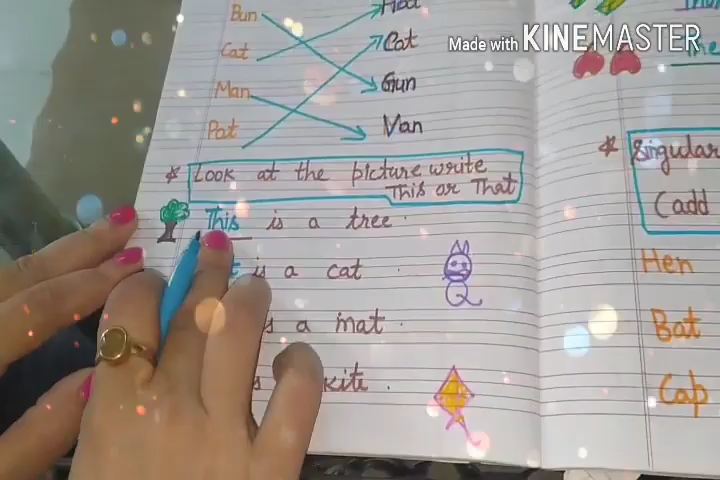 Made with KINEMASTER
Bun
Cat
Cat
Gun
Man
Pat
Van
* Look at the picture write
This or That
This is a tree.
is a cat.
a mat.
kite.
Singular
(add
Hen
Bat
Cap